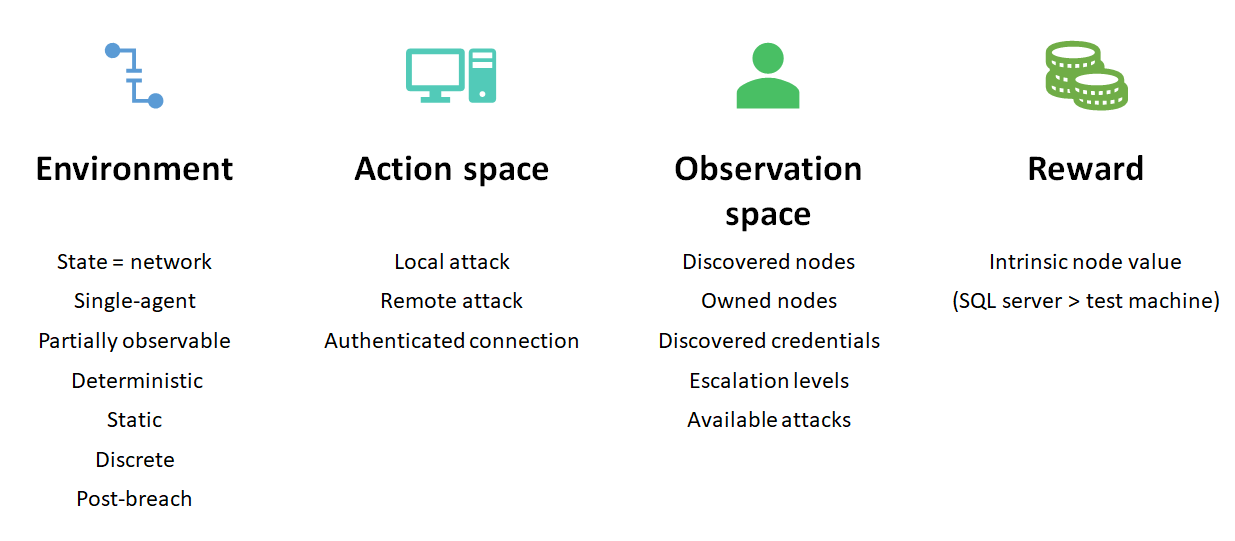 Environment
State = network
Single-agent
Partially observable
Deterministic
Static
Discrete
Post-breach
Action space
Local attack
Remote attack
Authenticated connection
Observation
space
Discovered nodes
Owned nodes
Discovered credentials
Escalation levels
Available attacks
Reward
Intrinsic node value
(SQL server > test machine)